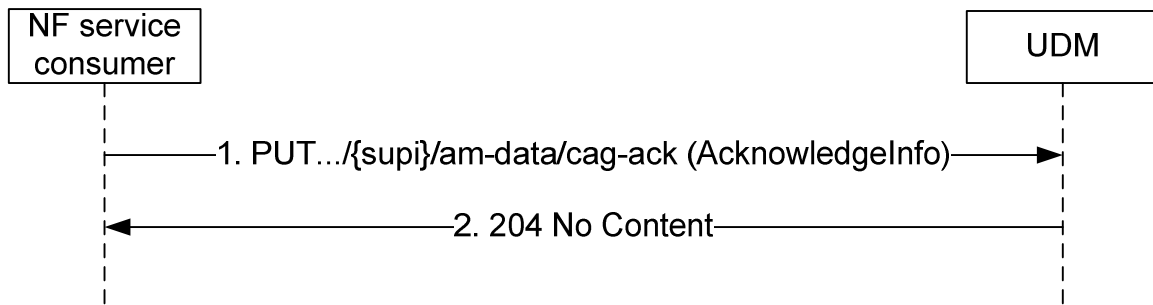 NF service
consumer
UDM
1. PUT.../{supi}/am-data/cag-ack (AcknowledgeInfo)
2. 204 No Content